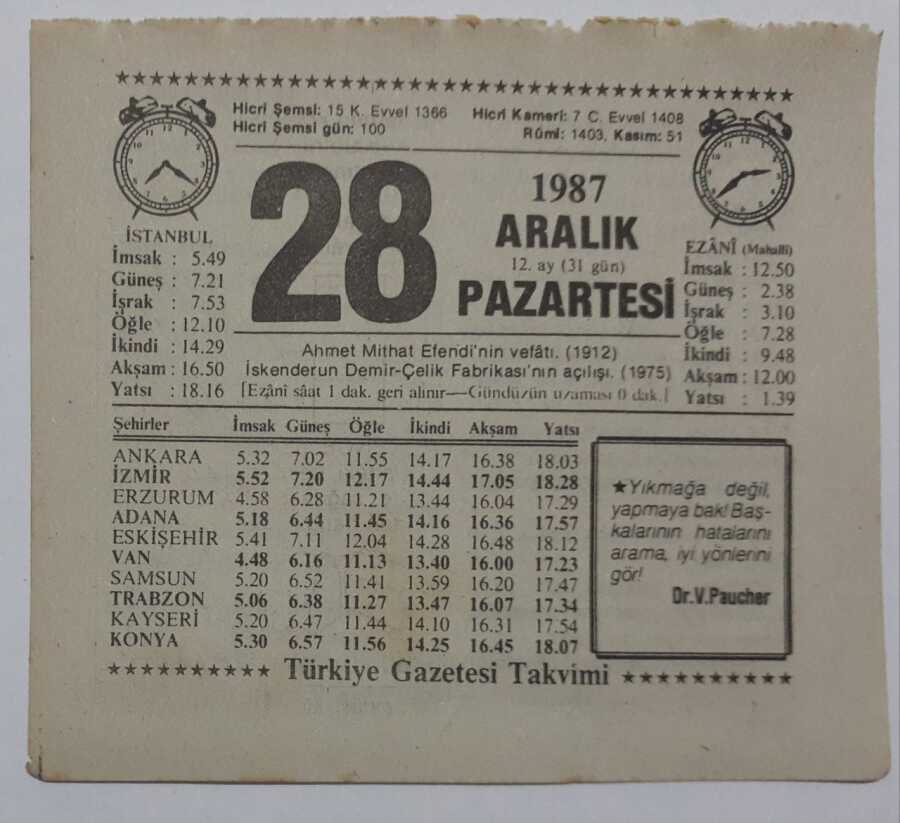 Hicrî Şemsi: 15 K. Evvel 1366 Hicrî Kameri: 7 C. Evvel 1408
Hicrî Şemsi gün: 100 Rûmi: 1403, Kasım: 51
28
1987
ARALIK
12. ay (31 gün)
PAZARTESİ
İSTANBUL
İmsak : 5.49
Güneş : 7.21
İşrak : 7.53
Öğle : 12.10
İkindi : 14.29
Akşam : 16.50
Yatsı : 18.16
EZÂNÎ (Mahalli)
İmsak : 12.50
Güneş : 2.38
İşrak : 3.10
Öğle : 7.28
İkindi : 9.48
Akşam : 12.00
Yatsı : 1.39
Ahmet Mithat Efendi'nin vefâtı. (1912)
İskenderun Demir-Çelik Fabrikası'nın açılışı. (1975)
[Ezânî sâat 1 dak. geri alınır—Gündüzün uzaması 0 dak.]
Şehirler İmsak Güneş Öğle İkindi Akşam Yatsı
ANKARA 5.32 7.02 11.55 14.17 16.38 18.03
İZMİR 5.52 7.20 12.17 14.44 17.05 18.28
ERZURUM 4.58 6.28 11.21 13.44 16.04 17.29
ADANA 5.18 6.44 11.45 14.16 16.36 17.57
ESKİŞEHİR 5.41 7.11 12.04 14.28 16.48 18.12
VAN 4.48 6.16 11.13 13.40 16.00 17.23
SAMSUN 5.20 6.52 11.41 13.59 16.20 17.47
TRABZON 5.06 6.38 11.27 13.47 16.07 17.34
KAYSERİ 5.20 6.47 11.44 14.10 16.31 17.54
KONYA 5.30 6.57 11.56 14.25 16.45 18.07
★Yıkmağa değil,
yapmaya bak! Baş-
kalarının hatalarını
arama, iyi yönlerini
gör!
Dr.V.Paucher
Türkiye Gazetesi Takvimi